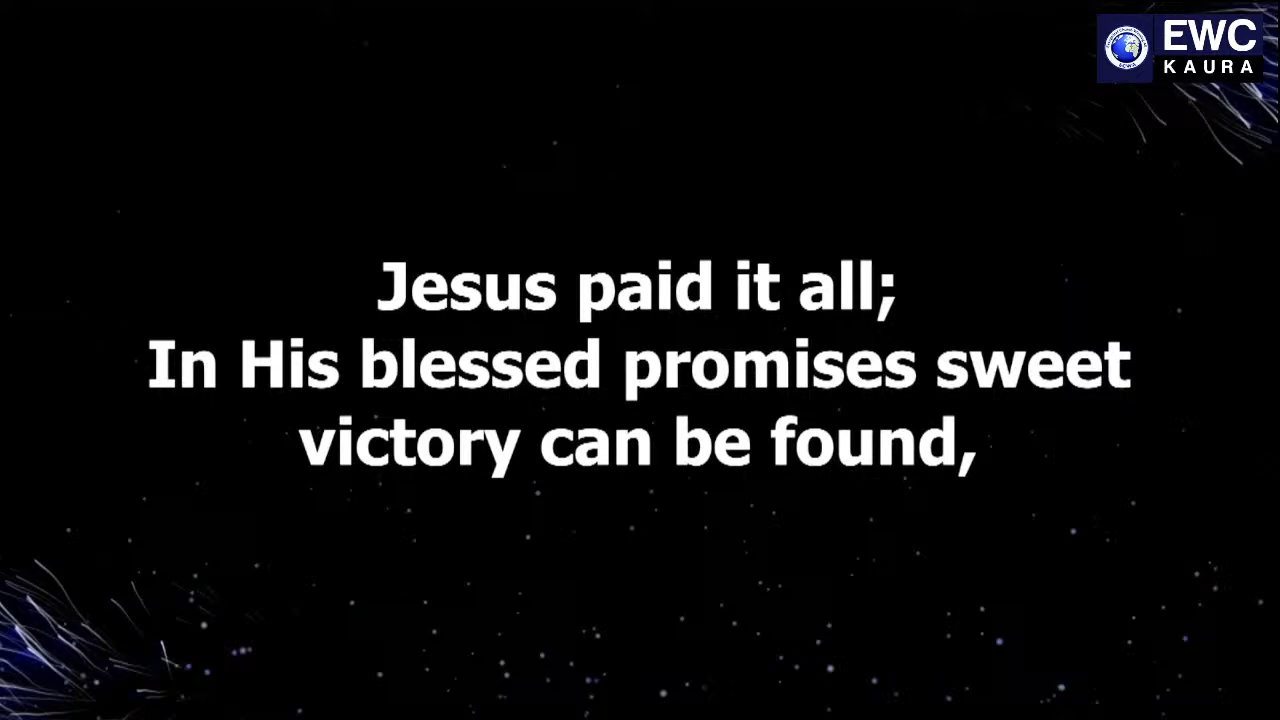 EWC
KAURA
Jesus paid it all;
In His blessed promises sweet
victory can be found,